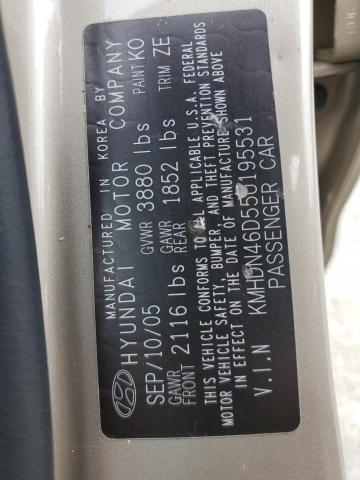 MANUFACTURED IN KOREA BY
HYUNDAI MOTOR COMPANY
SEP/10/05 GVWR 3880 lbs PAINT KO
GAWR FRONT 2116 lbs GAWR REAR 1852 lbs TRIM ZE
THIS VEHICLE CONFORMS TO ALL APPLICABLE U.S.A. FEDERAL
MOTOR VEHICLE SAFETY, BUMPER, AND THEFT PREVENTION STANDARDS
IN EFFECT ON THE DATE OF MANUFACTURE SHOWN ABOVE
V.I.N KMHDN46D55U195531
PASSENGER CAR